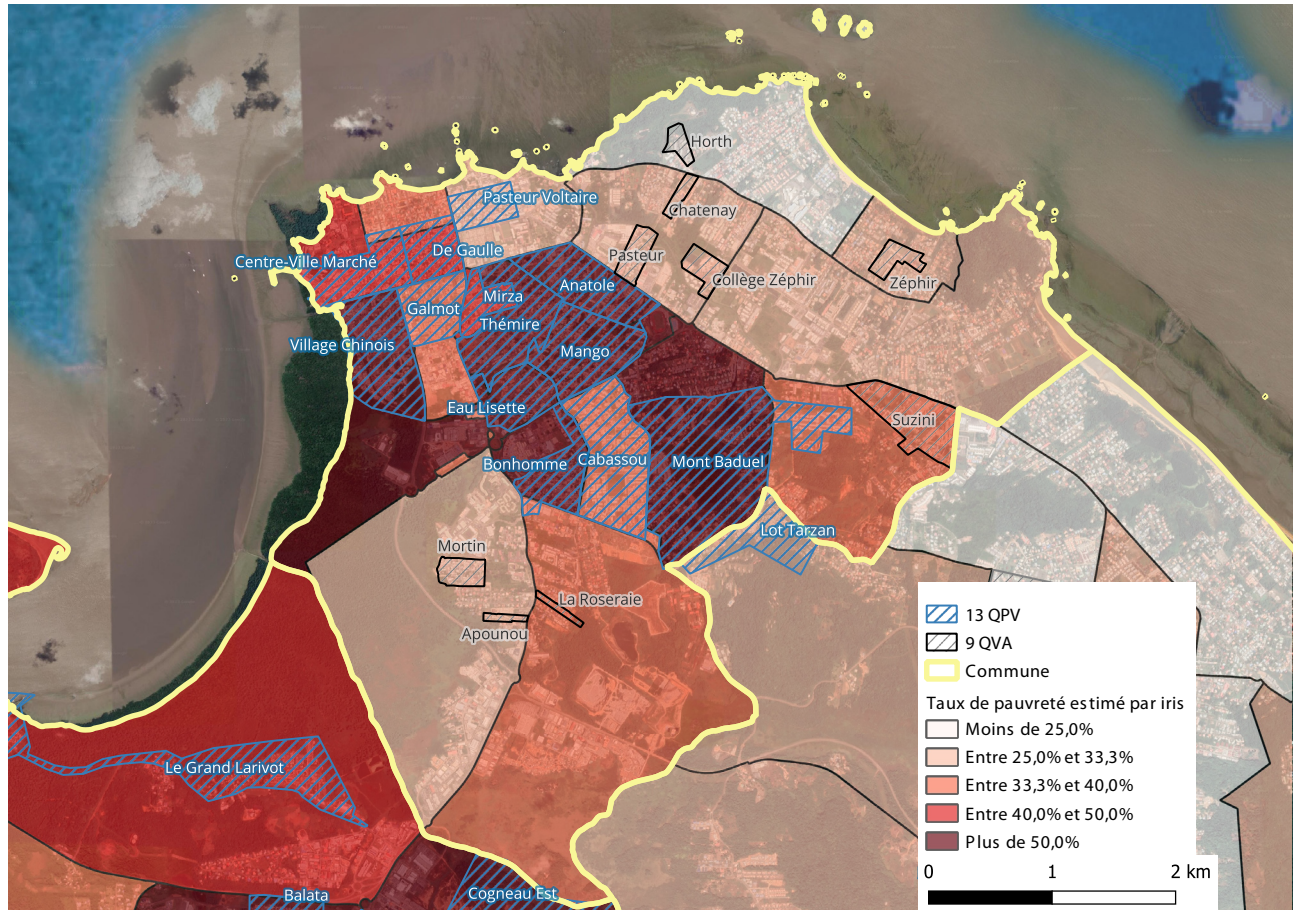 Horth
Pasteur Voltaire
Chatenay
De Gaulle
Pasteur
Centre-Ville Marché
Collège Zéphir
Zéphir
Anatole
Mirza
Galmot
Thémire
Village Chinois
Mango
Eau Lisette
Suzini
Bonhomme
Cabassou
Mont Baduel
Lot Tarzan
Mortin
La Roseraie
Apounou
Le Grand Larivot
Balata
Cogneau Est
13 QPV
9 QVA
Commune
Taux de pauvreté estimé par iris
Moins de 25,0%
Entre 25,0% et 33,3%
Entre 33,3% et 40,0%
Entre 40,0% et 50,0%
Plus de 50,0%
0 1 2 km